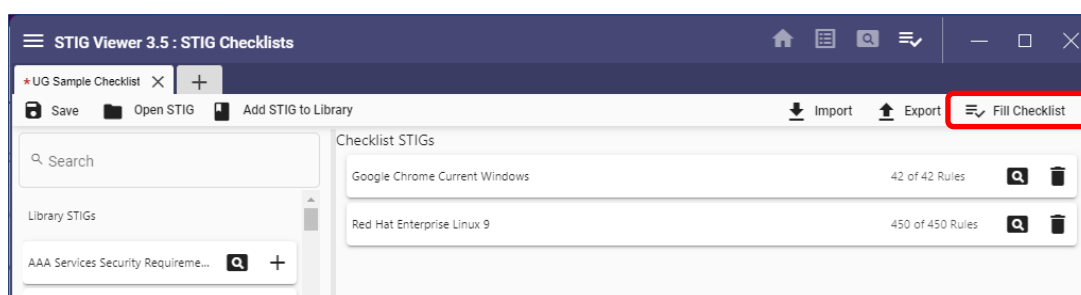 STIG Viewer 3.5 : STIG Checklists
*UG Sample Checklist
Save Open STIG Add STIG to Library Import Export Fill Checklist
Search
Checklist STIGs
Google Chrome Current Windows 42 of 42 Rules
Library STIGs
Red Hat Enterprise Linux 9 450 of 450 Rules
AAA Services Security Requireme...